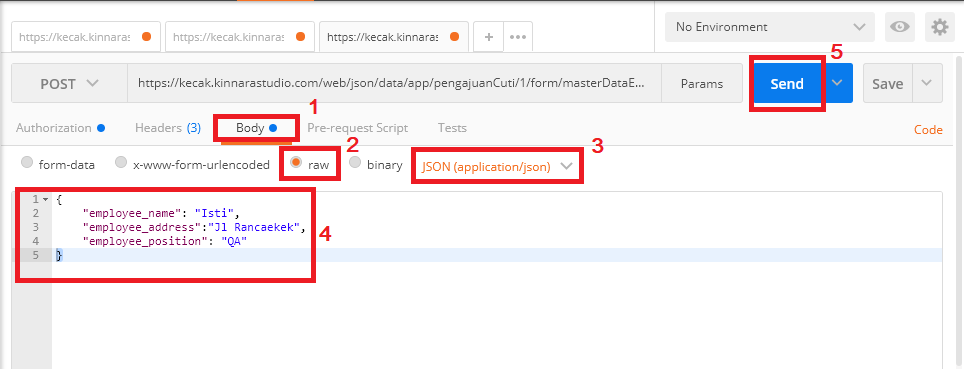 No Environment
https://kecak.kinnaras https://kecak.kinnaras https://kecak.kinnaras + •••
5
POST https://kecak.kinnarastudio.com/web/json/data/app/pengajuanCuti/1/form/masterDataE... Params Send Save
1
Authorization Headers (3) Body Pre-request Script Tests Code
2 3
form-data x-www-form-urlencoded raw binary JSON (application/json)
1 {
2 "employee_name": "Isti",
3 "employee_address":"Jl Rancaekek",
4 "employee_position": "QA"
4
5 }